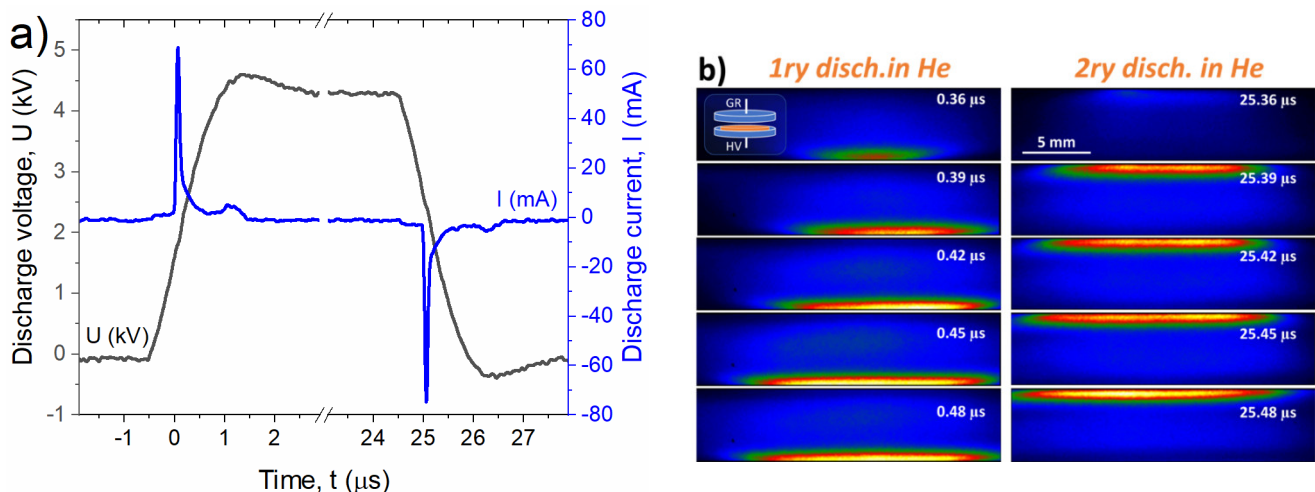 a)
Discharge voltage, U (kV)
5
4
3
2
1
0
-1
U (kV)
I (mA)
80
60
40
20
0
-20
-40
-60
-80
Discharge current, I (mA)
-1 0 1 2 24 25 26 27
Time, t (μs)
b)
1ry disch.in He
2ry disch. in He
GR
HV
0.36 μs
25.36 μs
5 mm
0.39 μs
25.39 μs
0.42 μs
25.42 μs
0.45 μs
25.45 μs
0.48 μs
25.48 μs